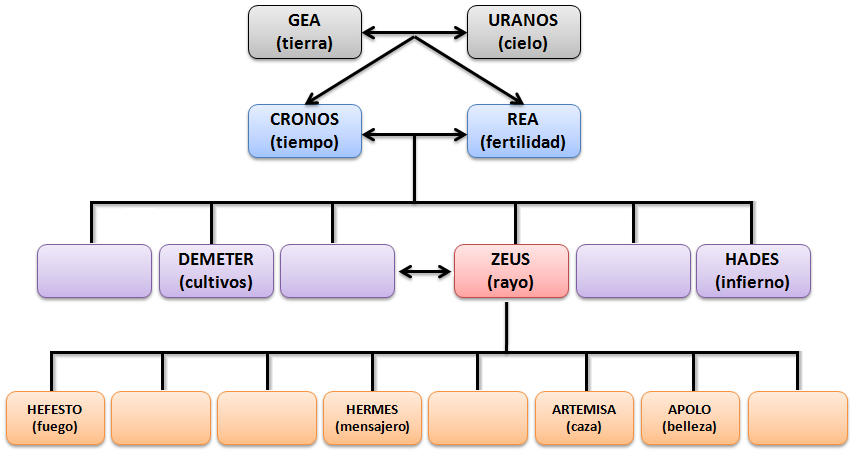 GEA
(tierra)
URANOS
(cielo)
CRONOS
(tiempo)
REA
(fertilidad)
DEMETER
(cultivos)
ZEUS
(rayo)
HADES
(infierno)
HEFESTO
(fuego)
HERMES
(mensajero)
ARTEMISA
(caza)
APOLO
(belleza)